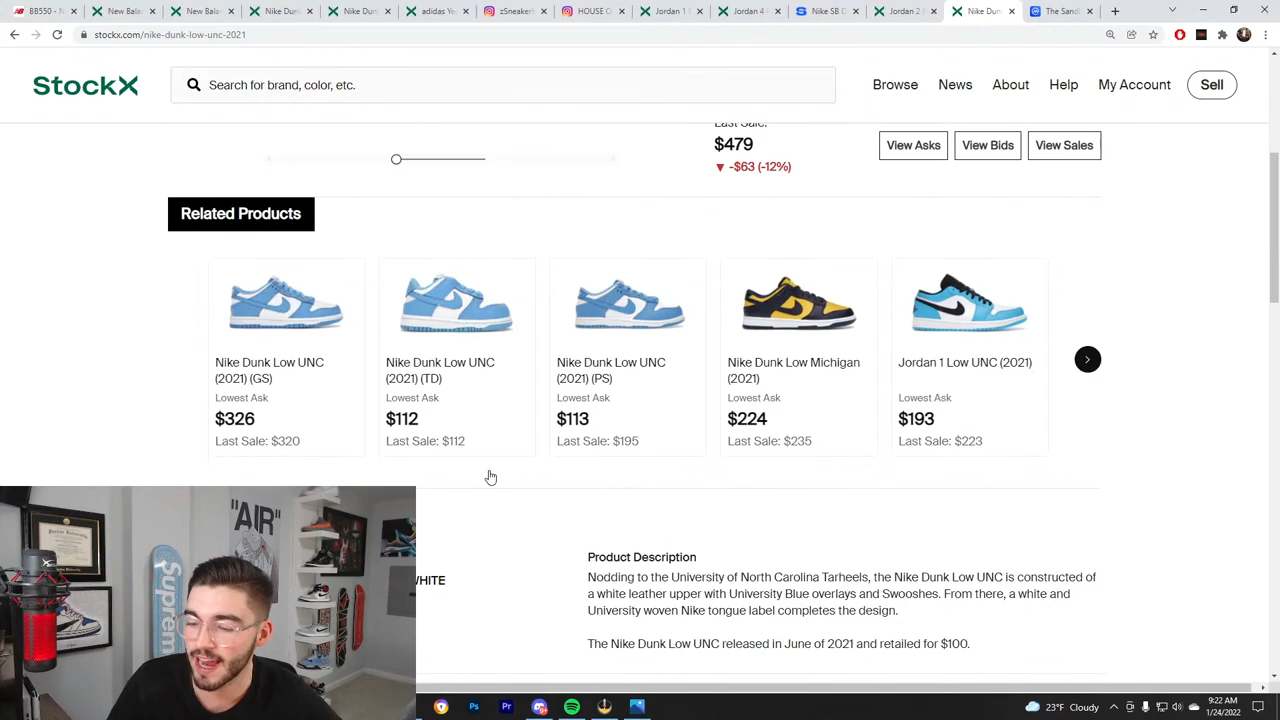 BB550 -
New Bala
New Bala
Nike Dun
Nike Dun
adidas Ye
Sneaker
HOUSE C
Jordan 1
Jordan 4
Nike SB D
Jordan 2
Nike Dun
The Sandl
stockx.com/nike-dunk-low-unc-2021
StockX
Search for brand, color, etc.
Browse
News
About
Help
My Account
Sell
Last Sale:
$479
▼ -$63 (-12%)
View Asks
View Bids
View Sales
Related Products
Nike Dunk Low UNC
(2021) (GS)
Lowest Ask
$326
Last Sale: $320
Nike Dunk Low UNC
(2021) (TD)
Lowest Ask
$112
Last Sale: $112
Nike Dunk Low UNC
(2021) (PS)
Lowest Ask
$113
Last Sale: $195
Nike Dunk Low Michigan
(2021)
Lowest Ask
$224
Last Sale: $235
Jordan 1 Low UNC (2021)
Lowest Ask
$193
Last Sale: $223
WHITE
Product Description
Nodding to the University of North Carolina Tarheels, the Nike Dunk Low UNC is constructed of
a white leather upper with University Blue overlays and Swooshes. From there, a white and
University woven Nike tongue label completes the design.
The Nike Dunk Low UNC released in June of 2021 and retailed for $100.
"AIR"
Supreme
Ps
Pr
23°F Cloudy
9:22 AM
1/24/2022